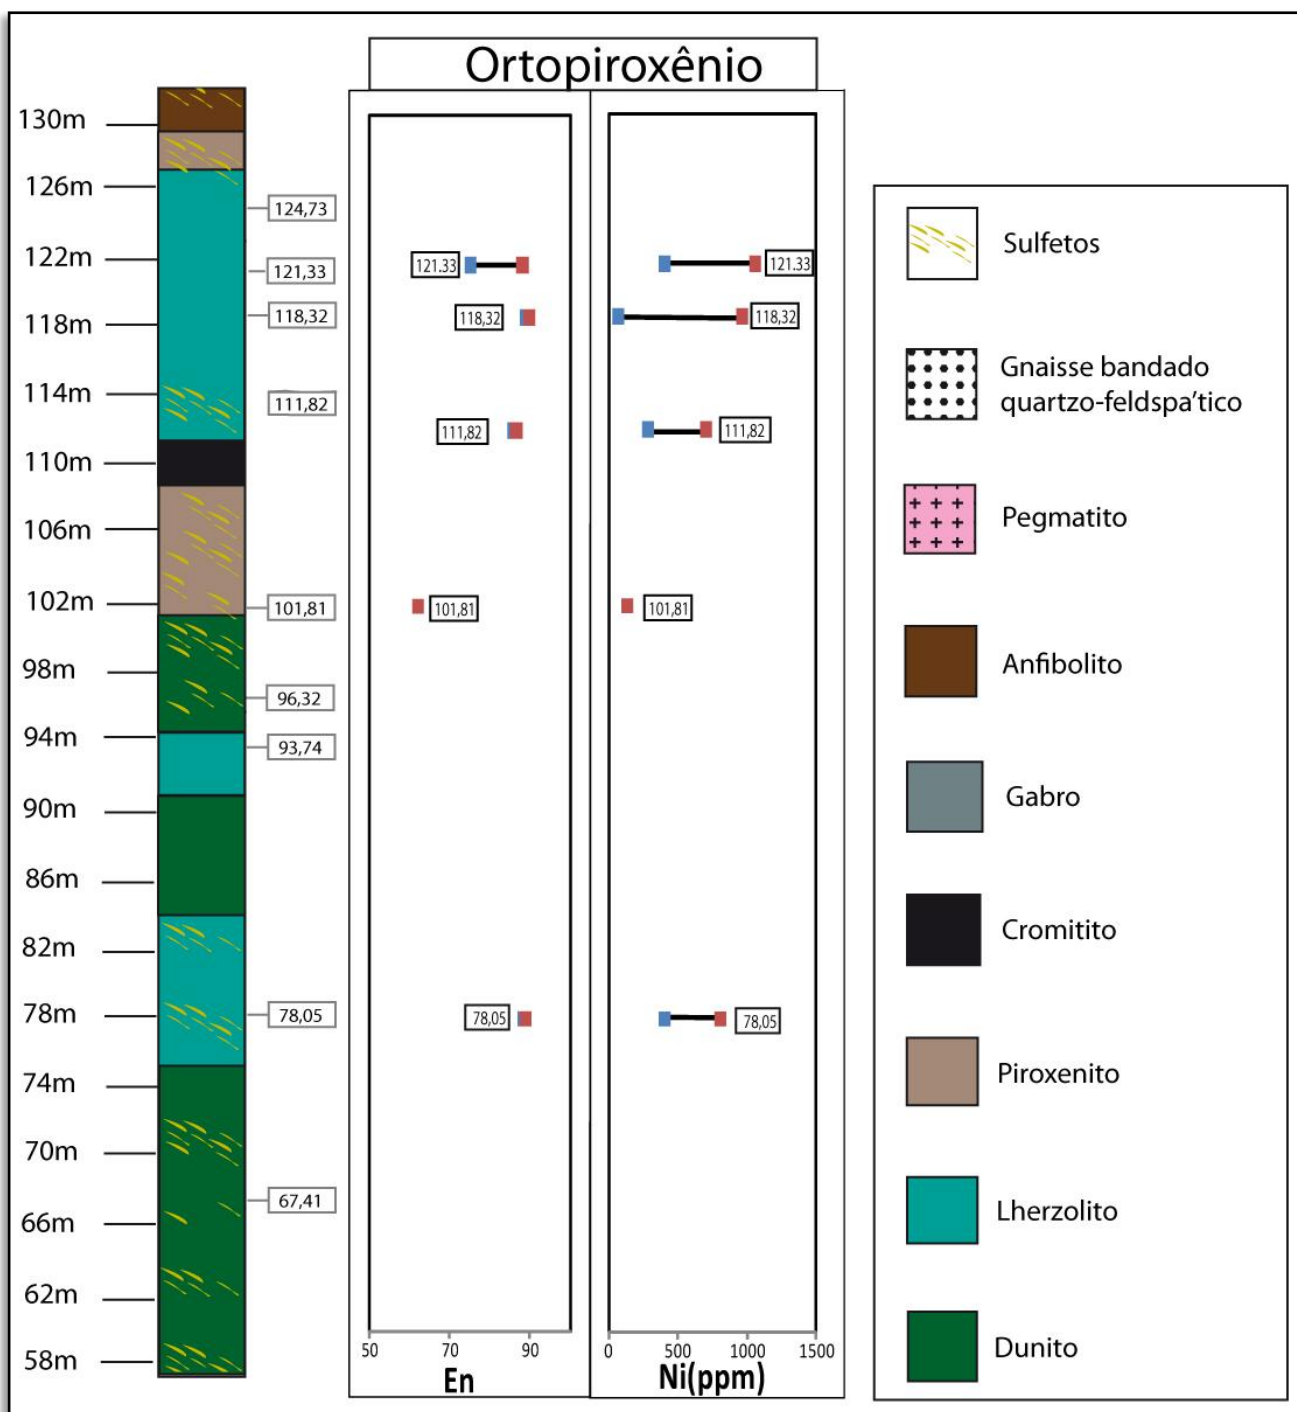 Ortopiroxênio
130m
126m
122m
118m
114m
110m
106m
102m
98m
94m
90m
86m
82m
78m
74m
70m
66m
62m
58m
124,73
121,33
118,32
111,82
101,81
96,32
93,74
78,05
67,41
121.33
118,32
111,82
101,81
78,05
50 70 90
En
121.33
118,32
111,82
101,81
78,05
0 500 1000 1500
Ni(ppm)
Sulfetos
Gnaisse bandado
quartzo-feldspa'tico
Pegmatito
Anfibolito
Gabro
Cromitito
Piroxenito
Lherzolito
Dunito